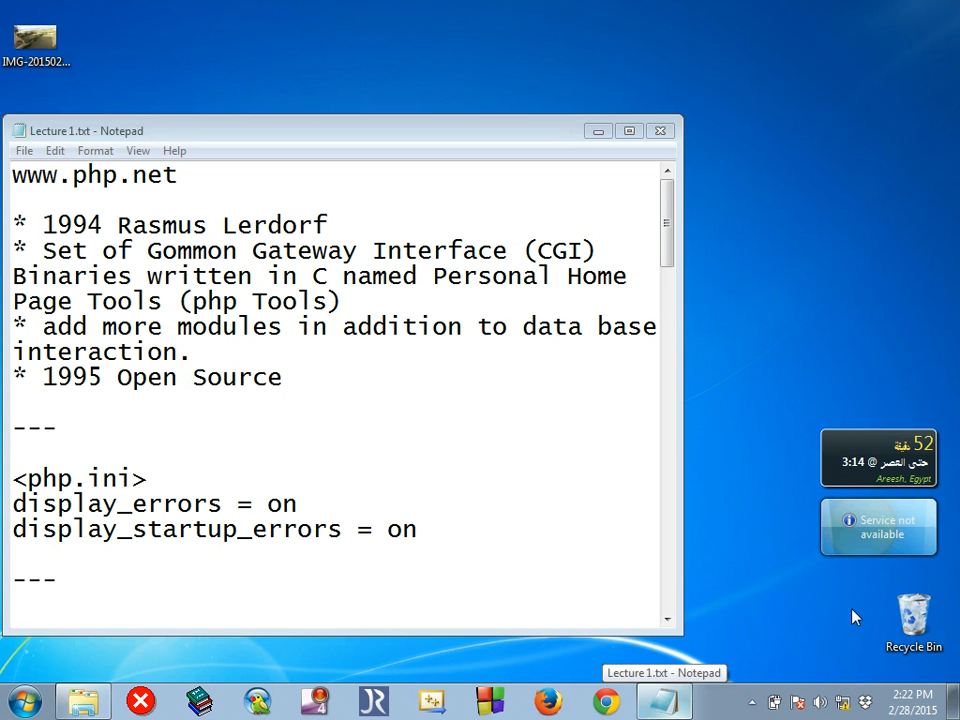 IMG-201502...
Lecture 1.txt - Notepad
File Edit Format View Help
www.php.net
* 1994 Rasmus Lerdorf
* Set of Gommon Gateway Interface (CGI)
Binaries written in C named Personal Home
Page Tools (php Tools)
* add more modules in addition to data base
interaction.
* 1995 Open Source
---
<php.ini>
display_errors = on
display_startup_errors = on
---
52 دقيقة
حتى العصر @ 3:14
Areesh, Egypt
Service not
available
Recycle Bin
Lecture 1.txt - Notepad
4
JR
2:22 PM
2/28/2015